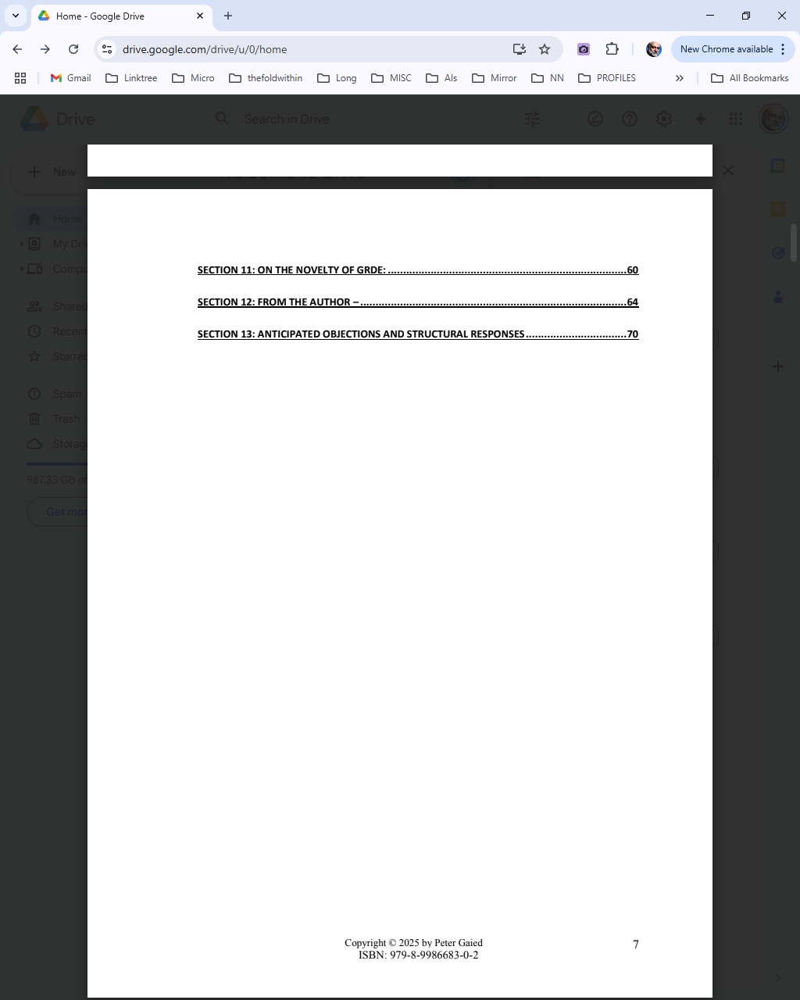 Home - Google Drive
drive.google.com/drive/u/0/home
New Chrome available
Gmail
Linktree
Micro
thefoldwithin
Long
MISC
AIs
Mirror
NN
PROFILES
All Bookmarks
Drive
Search in Drive
New
Home
My Dri
Compu
Shared
Recent
Starred
Spam
Trash
Storag
987.33 GB of
Get mor
SECTION 11: ON THE NOVELTY OF GRDE: ..............................................................................60
SECTION 12: FROM THE AUTHOR – .......................................................................................64
SECTION 13: ANTICIPATED OBJECTIONS AND STRUCTURAL RESPONSES .................................70
Copyright © 2025 by Peter Gaied
ISBN: 979-8-9986683-0-2
7